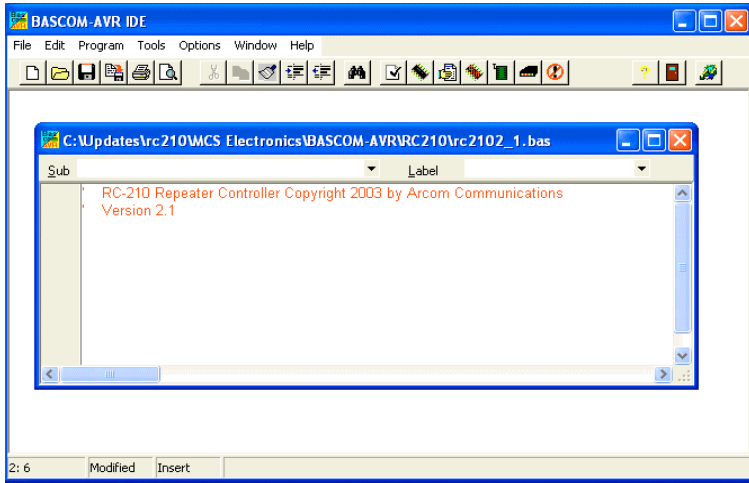 BASCOM-AVR IDE
File Edit Program Tools Options Window Help
C:\Updates\rc210\MCS Electronics\BASCOM-AVR\RC210\rc2102_1.bas
Sub Label
' RC-210 Repeater Controller Copyright 2003 by Arcom Communications
' Version 2.1
2: 6 Modified Insert